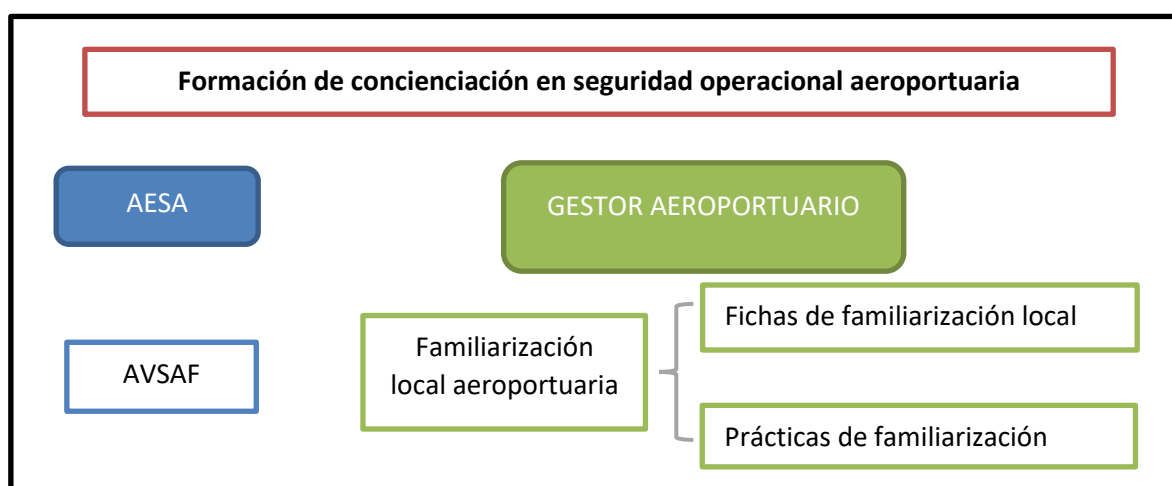 Formación de concienciación en seguridad operacional aeroportuaria
AESA
GESTOR AEROPORTUARIO
AVSAF
Familiarización
local aeroportuaria
Fichas de familiarización local
Prácticas de familiarización